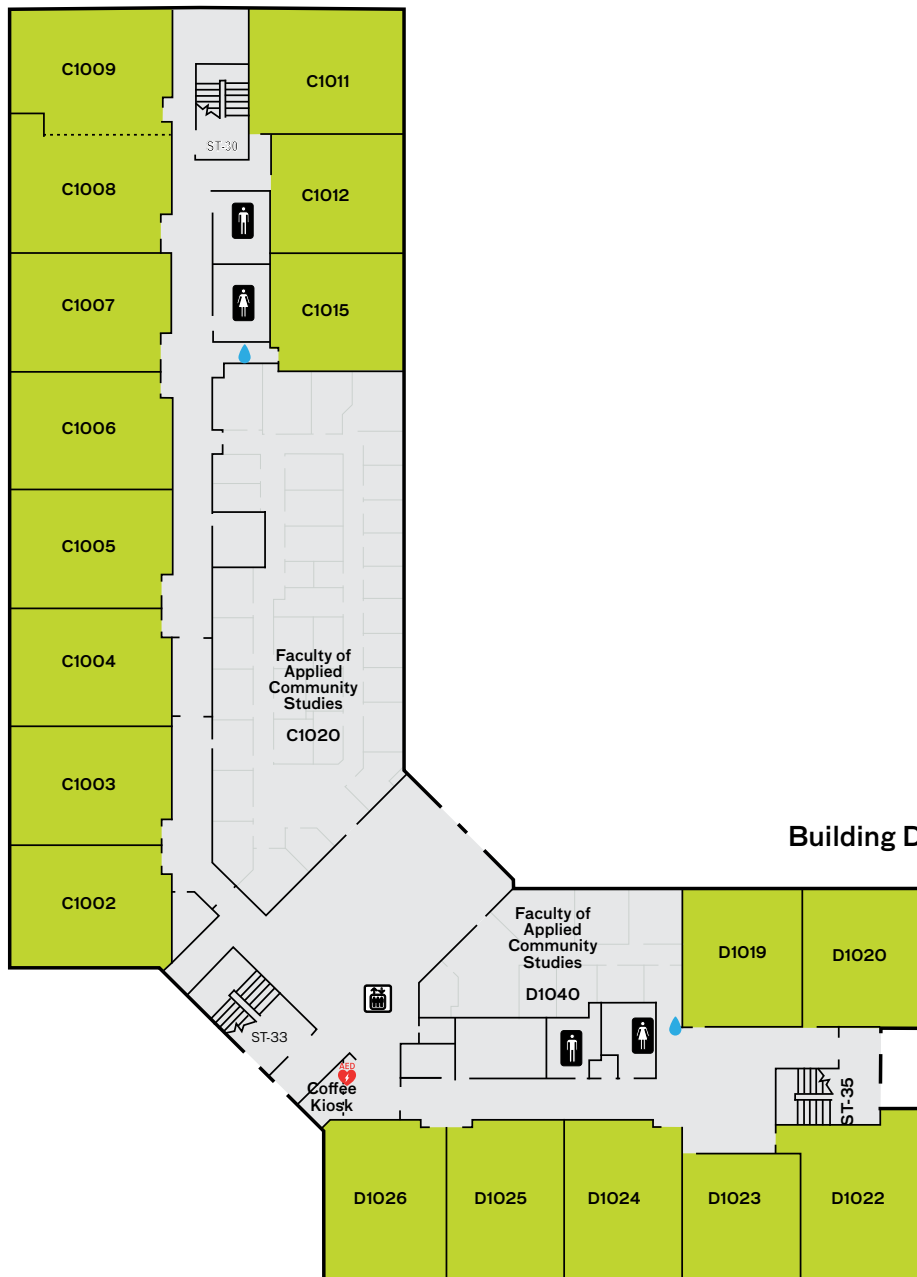 C1009
C1011
ST-30
C1008
C1012
C1007
C1015
C1006
C1005
Faculty of
Applied
Community
Studies
C1020
C1004
C1003
C1002
Building D
Faculty of
Applied
Community
Studies
D1040
D1019
D1020
ST-33
AED
Coffee
Kiosk
ST-35
D1026
D1025
D1024
D1023
D1022